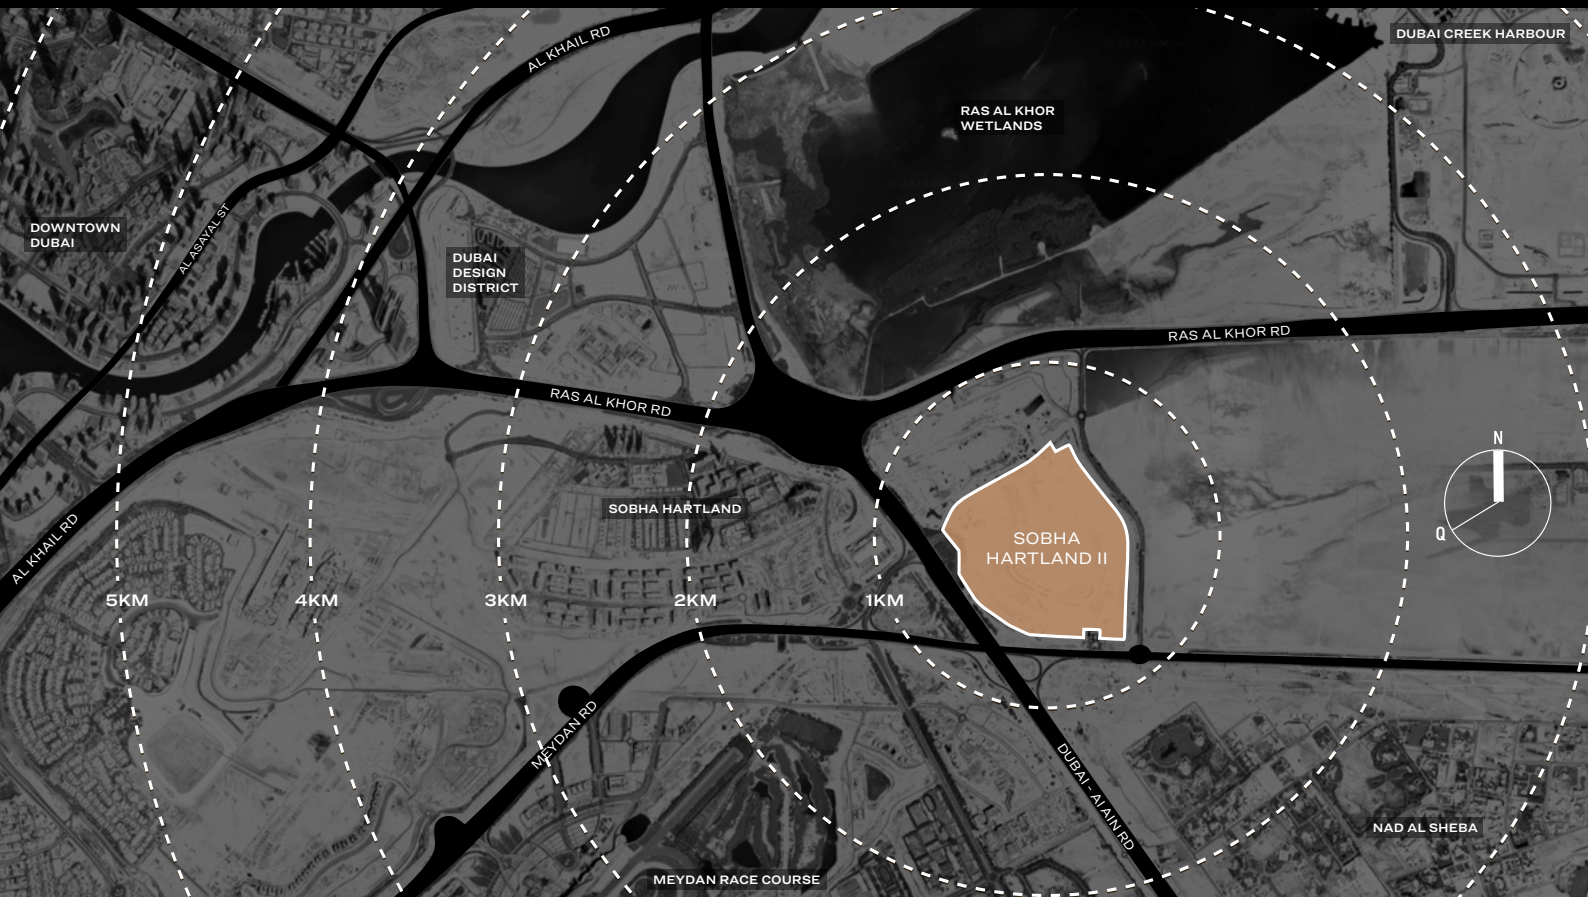 DUBAI CREEK HARBOUR
AL KHAIL RD
RAS AL KHOR
WETLANDS
DOWNTOWN
DUBAI
AL ASAYAL ST
DUBAI
DESIGN
DISTRICT
RAS AL KHOR RD
RAS AL KHOR RD
N
Q
SOBHA HARTLAND
SOBHA
HARTLAND II
AL KHAIL RD
5KM
4KM
3KM
2KM
1KM
MEYDAN RD
DUBAI - Al AIN RD
NAD AL SHEBA
MEYDAN RACE COURSE